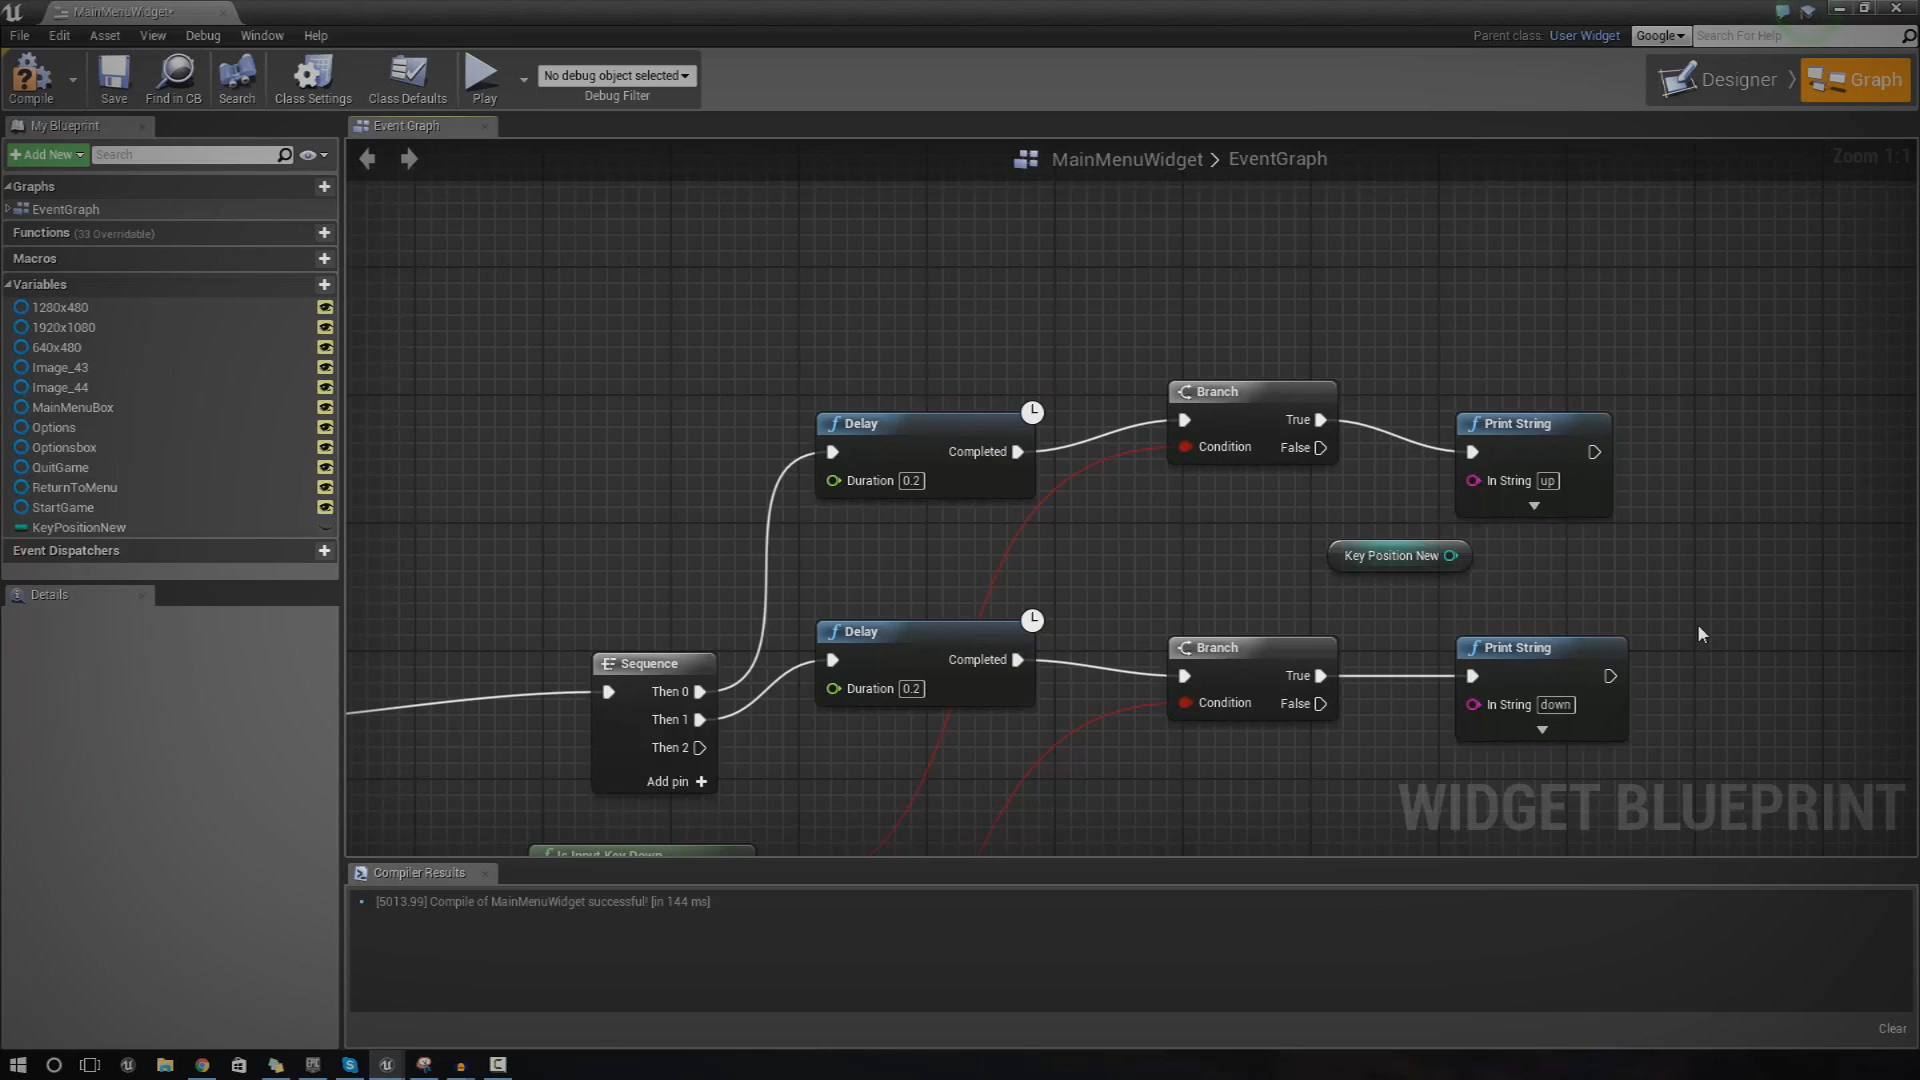 MainMenuWidget*
File Edit Asset View Debug Window Help
Parent class: User Widget Google Search For Help
Compile Save Find in CB Search Class Settings Class Defaults Play
No debug object selected
Debug Filter
Designer Graph
My Blueprint
Event Graph
Add New Search
MainMenuWidget > EventGraph
Zoom 1:1
Graphs
EventGraph
Functions (33 Overridable)
Macros
Variables
1280x480
1920x1080
640x480
Image_43
Image_44
MainMenuBox
Options
Optionsbox
QuitGame
ReturnToMenu
StartGame
KeyPositionNew
Event Dispatchers
Details
Delay
Completed
Duration 0.2
Branch
True
Condition False
Print String
In String up
Key Position New
Sequence
Then 0
Then 1
Then 2
Add pin
Delay
Completed
Duration 0.2
Branch
True
Condition False
Print String
In String down
Is Input Key Down
WIDGET BLUEPRINT
Compiler Results
[5013.99] Compile of MainMenuWidget successful! [in 144 ms]
Clear